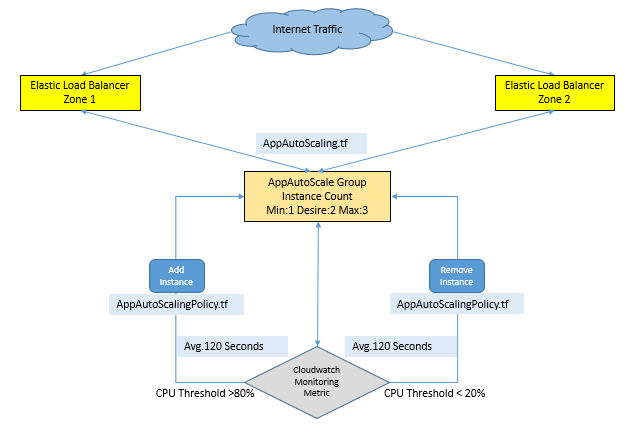 Internet Traffic
Elastic Load Balancer
Zone 1
Elastic Load Balancer
Zone 2
AppAutoScaling.tf
AppAutoScale Group
Instance Count
Min:1 Desire:2 Max:3
Add
Instance
Remove
Instance
AppAutoScalingPolicy.tf
AppAutoScalingPolicy.tf
Avg.120 Seconds
Avg.120 Seconds
Cloudwatch
Monitoring
Metric
CPU Threshold >80%
CPU Threshold < 20%